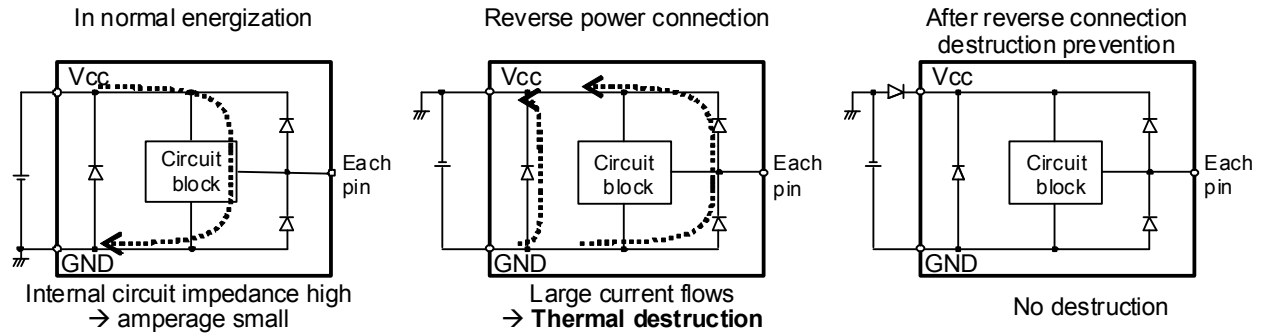 In normal energization
Vcc
Circuit
block
Each
pin
GND
Internal circuit impedance high
→ amperage small
Reverse power connection
Vcc
Circuit
block
Each
pin
GND
Large current flows
→ Thermal destruction
After reverse connection
destruction prevention
Vcc
Circuit
block
Each
pin
GND
No destruction